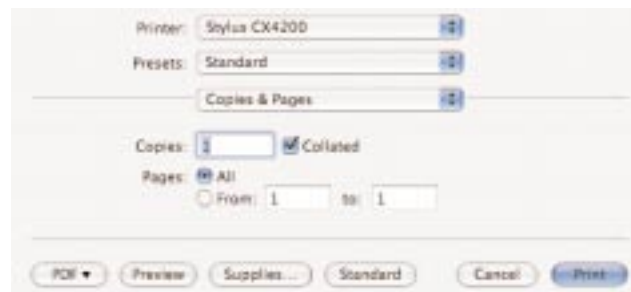 Printer: Stylus CX4200
Presets: Standard
Copies & Pages
Copies: 1 Collated
Pages: All
From: 1 to: 1
PDF Preview Supplies... Standard Cancel Print